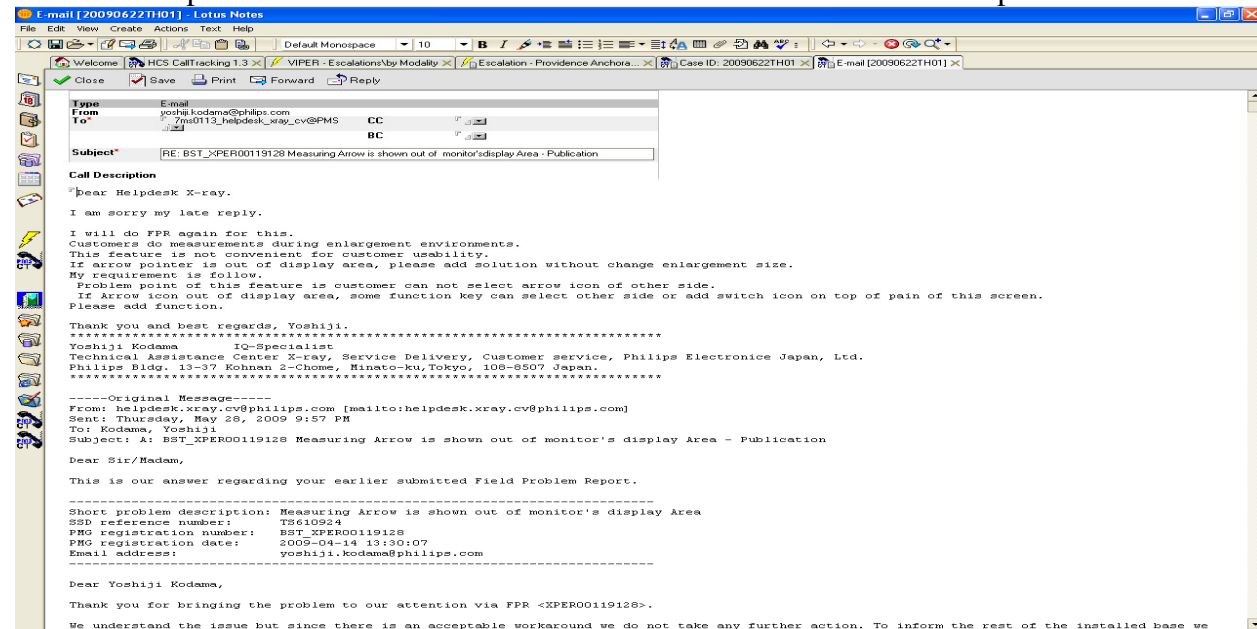 E-mail [20090622TH01] - Lotus Notes
File Edit View Create Actions Text Help
Default Monospace 10 B I
Welcome HCS CallTracking 1.3 VIPER - Escalations\by Modality Escalation - Providence Anchora... Case ID: 20090622TH01 E-mail [20090622TH01]
Close Save Print Forward Reply
Type E-mail
From yoshiji.kodama@philips.com
To* 7ms0113_helpdesk_xray_cv@PMS CC
BC
Subject* RE: BST_XPER00119128 Measuring Arrow is shown out of monitor'sdisplay Area - Publication
Call Description
Dear Helpdesk X-ray.
I am sorry my late reply.
I will do FPR again for this.
Customers do measurements during enlargement environments.
This feature is not convenient for customer usability.
If arrow pointer is out of display area, please add solution without change enlargement size.
My requirement is follow.
Problem point of this feature is customer can not select arrow icon of other side.
If Arrow icon out of display area, some function key can select other side or add switch icon on top of pain of this screen.
Please add function.
Thank you and best regards, Yoshiji.
****************************************************************************
Yoshiji Kodama IQ-Specialist
Technical Assistance Center X-ray, Service Delivery, Customer service, Philips Electronice Japan, Ltd.
Philips Bldg. 13-37 Kohnan 2-Chome, Minato-ku,Tokyo, 108-8507 Japan.
****************************************************************************
-----Original Message-----
From: helpdesk.xray.cv@philips.com [mailto:helpdesk.xray.cv@philips.com]
Sent: Thursday, May 28, 2009 9:57 PM
To: Kodama, Yoshiji
Subject: A: BST_XPER00119128 Measuring Arrow is shown out of monitor's display Area - Publication
Dear Sir/Madam,
This is our answer regarding your earlier submitted Field Problem Report.
---------------------------------------------------------------------------
Short problem description: Measuring Arrow is shown out of monitor's display Area
SSD reference number: TS610924
PMG registration number: BST_XPER00119128
PMG registration date: 2009-04-14 13:30:07
Email address: yoshiji.kodama@philips.com
---------------------------------------------------------------------------
Dear Yoshiji Kodama,
Thank you for bringing the problem to our attention via FPR <XPER00119128>.
We understand the issue but since there is an acceptable workaround we do not take any further action. To inform the rest of the installed base we